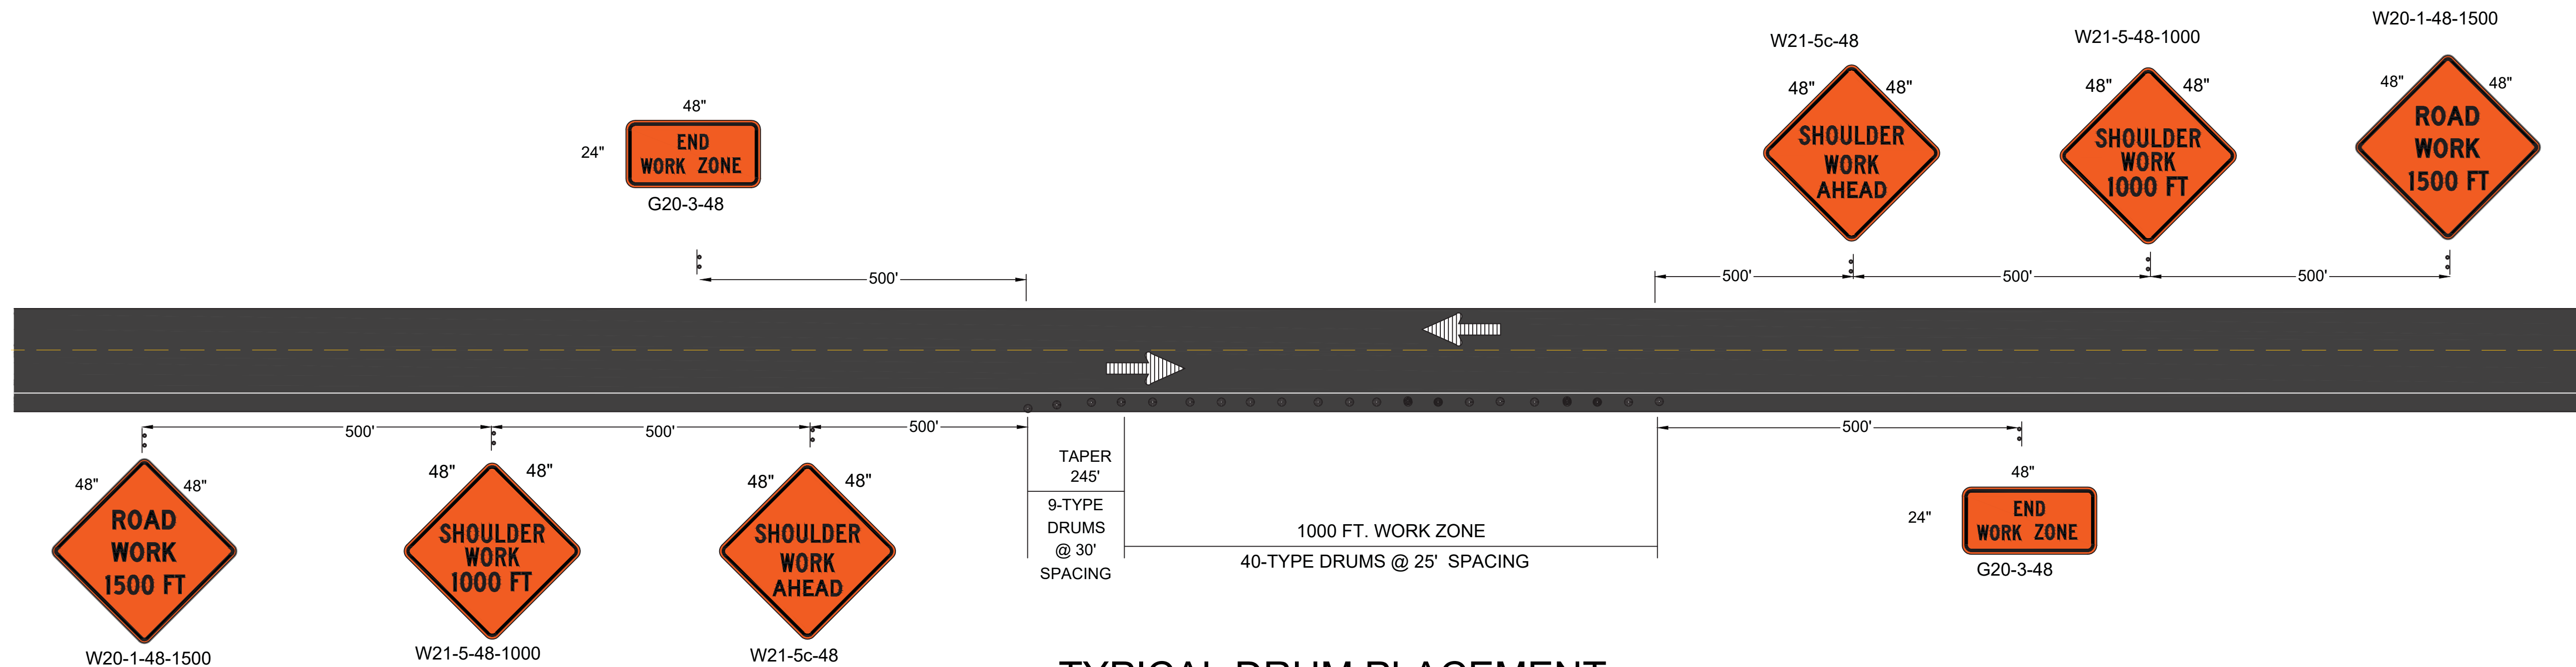 W20-1-48-1500
W21-5-48-1000
W21-5c-48
48" 48"
SHOULDER
WORK
AHEAD
48" 48"
SHOULDER
WORK
1000 FT
48" 48"
ROAD
WORK
1500 FT
48"
24"
END
WORK ZONE
G20-3-48
500'
500'
500'
500'
500'
500'
500'
500'
48" 48"
ROAD
WORK
1500 FT
W20-1-48-1500
48" 48"
SHOULDER
WORK
1000 FT
W21-5-48-1000
48" 48"
SHOULDER
WORK
AHEAD
W21-5c-48
TAPER
245'
9-TYPE
DRUMS
@ 30'
SPACING
1000 FT. WORK ZONE
40-TYPE DRUMS @ 25' SPACING
48"
24"
END
WORK ZONE
G20-3-48
TYPICAL DRUM PLACEMENT